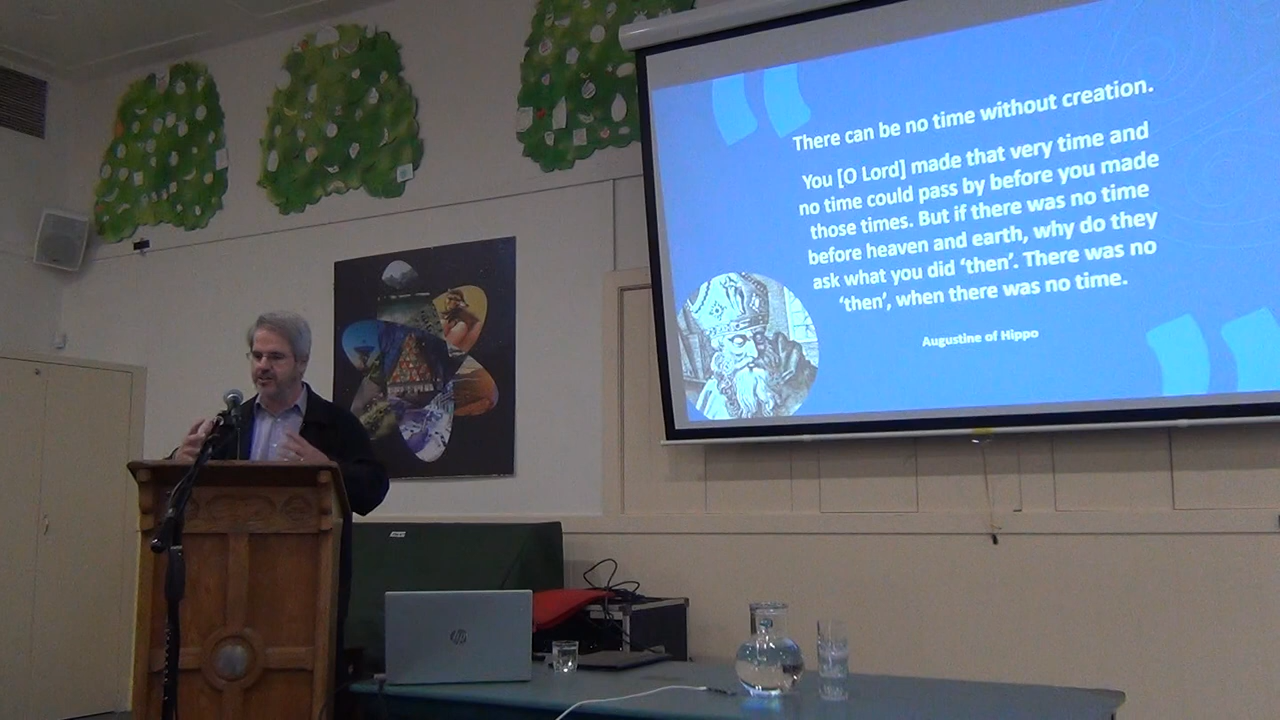 There can be no time without creation.
You [O Lord] made that very time and
no time could pass by before you made
those times. But if there was no time
before heaven and earth, why do they
ask what you did ‘then’. There was no
‘then’, when there was no time.
Augustine of Hippo
hp